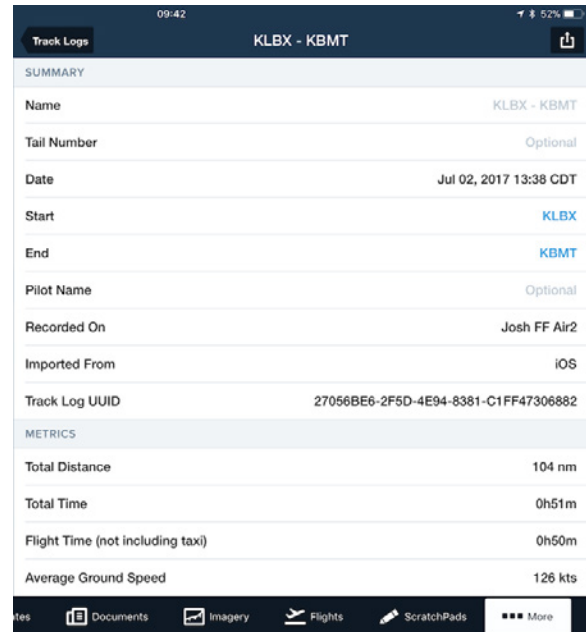 09:42 52%
Track Logs KLBX - KBMT
SUMMARY
Name KLBX - KBMT
Tail Number Optional
Date Jul 02, 2017 13:38 CDT
Start KLBX
End KBMT
Pilot Name Optional
Recorded On Josh FF Air2
Imported From iOS
Track Log UUID 27056BE6-2F5D-4E94-8381-C1FF47306882
METRICS
Total Distance 104 nm
Total Time 0h51m
Flight Time (not including taxi) 0h50m
Average Ground Speed 126 kts
tes Documents Imagery Flights ScratchPads More